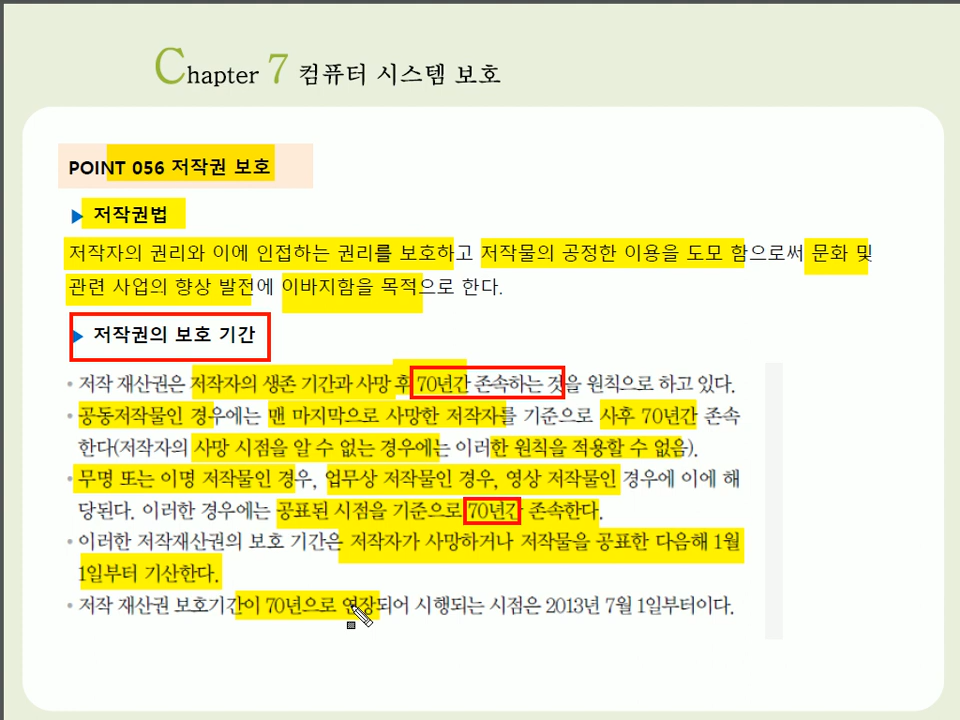 Chapter 7 컴퓨터 시스템 보호
POINT 056 저작권 보호
▶ 저작권법
저작자의 권리와 이에 인접하는 권리를 보호하고 저작물의 공정한 이용을 도모 함으로써 문화 및
관련 사업의 향상 발전에 이바지함을 목적으로 한다.
▶ 저작권의 보호 기간
• 저작 재산권은 저작자의 생존 기간과 사망 후 70년간 존속하는 것을 원칙으로 하고 있다.
• 공동저작물인 경우에는 맨 마지막으로 사망한 저작자를 기준으로 사후 70년간 존속
한다(저작자의 사망 시점을 알 수 없는 경우에는 이러한 원칙을 적용할 수 없음).
• 무명 또는 이명 저작물인 경우, 업무상 저작물인 경우, 영상 저작물인 경우에 이에 해
당된다. 이러한 경우에는 공표된 시점을 기준으로 70년간 존속한다.
• 이러한 저작재산권의 보호 기간은 저작자가 사망하거나 저작물을 공표한 다음해 1월
1일부터 기산한다.
• 저작 재산권 보호기간이 70년으로 연장되어 시행되는 시점은 2013년 7월 1일부터이다.